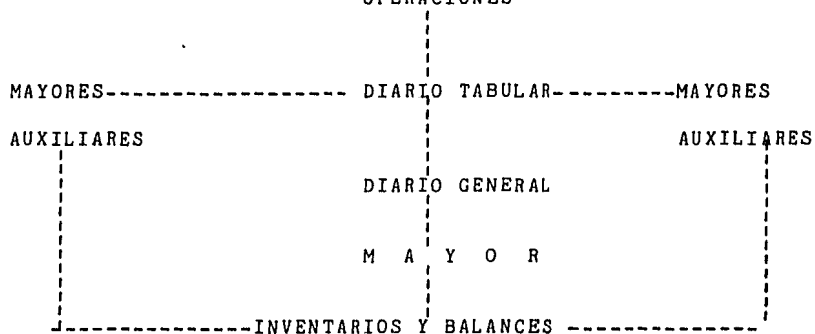 OPERACIONES
MAYORES DIARIO TABULAR MAYORES
AUXILIARES AUXILIARES
DIARIO GENERAL
M A Y O R
INVENTARIOS Y BALANCES